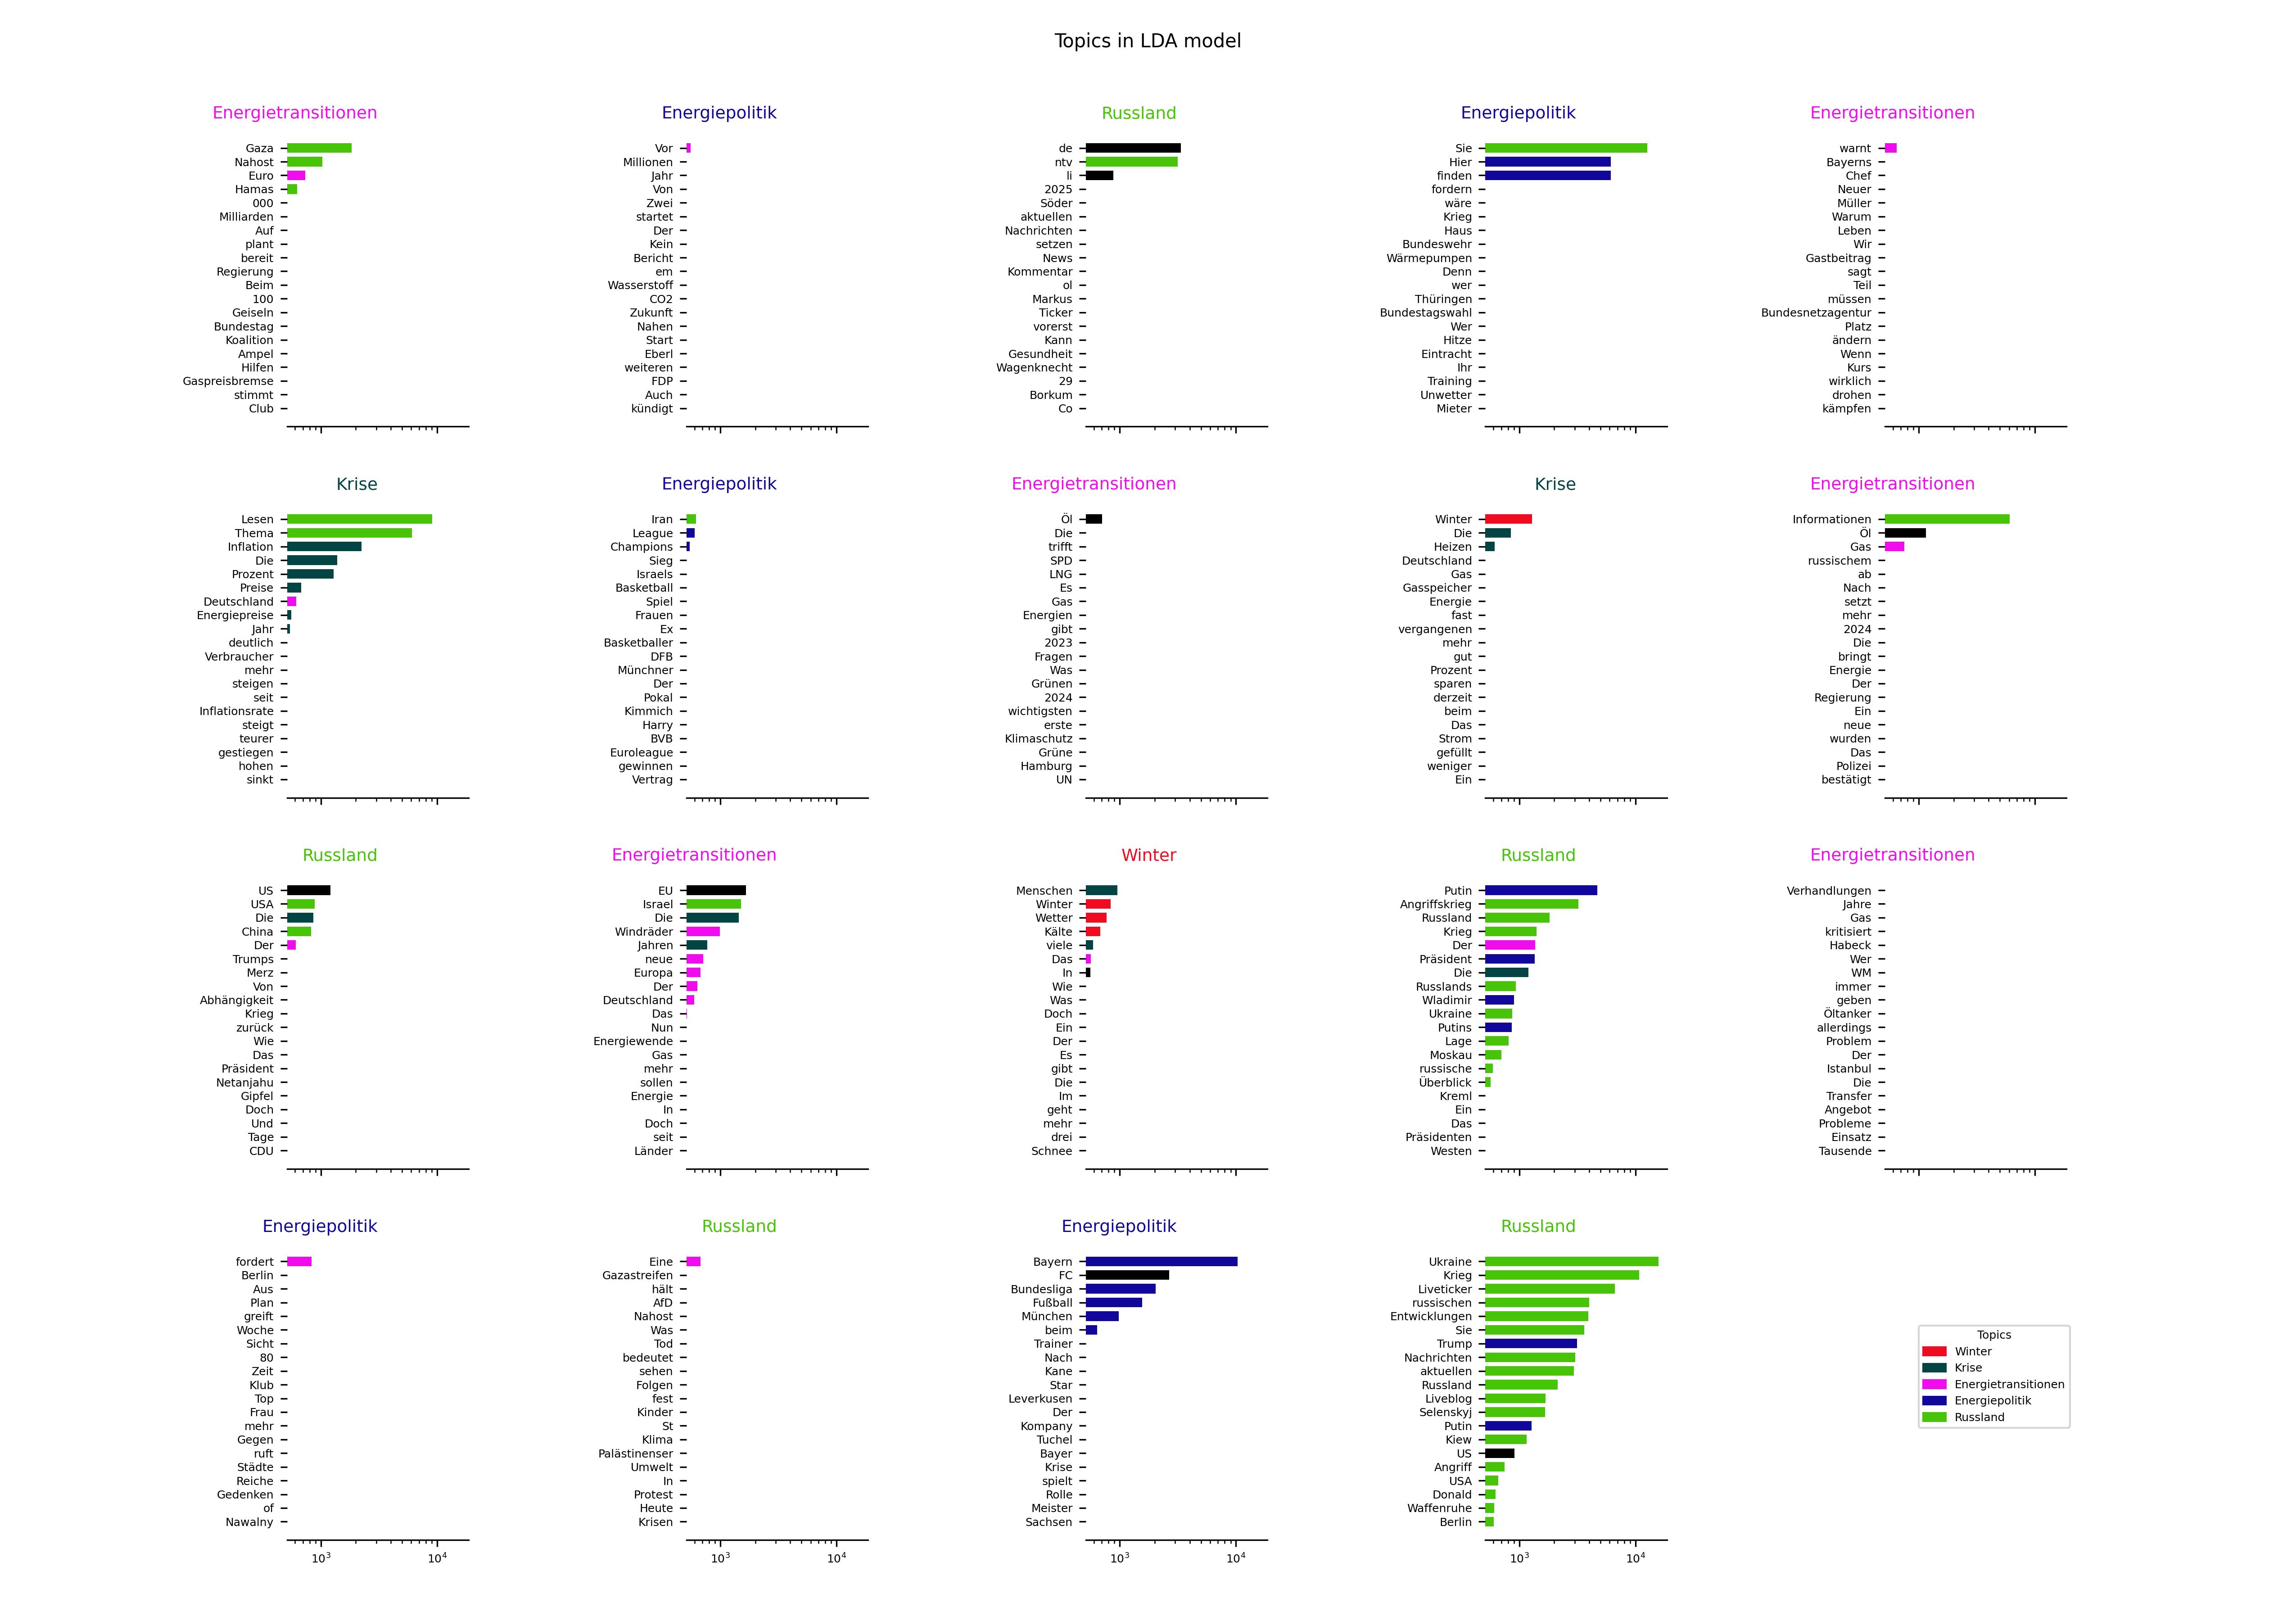 Topics in LDA model
Energietransitionen
Gaza
Nahost
Euro
Hamas
000
Milliarden
Auf
plant
bereit
Regierung
Beim
100
Geiseln
Bundestag
Koalition
Ampel
Hilfen
Gaspreisbremse
stimmt
Club
Energiepolitik
Vor
Millionen
Jahr
Von
Zwei
startet
Der
Kein
Bericht
em
Wasserstoff
CO2
Zukunft
Nahen
Start
Eberl
weiteren
FDP
Auch
kündigt
Russland
de
ntv
li
2025
Söder
aktuellen
Nachrichten
setzen
News
Kommentar
ol
Markus
Ticker
vorerst
Kann
Gesundheit
Wagenknecht
29
Borkum
Co
Energiepolitik
Sie
Hier
finden
fordern
wäre
Krieg
Haus
Bundeswehr
Wärmepumpen
Denn
wer
Thüringen
Bundestagswahl
Wer
Hitze
Eintracht
Ihr
Training
Unwetter
Mieter
Energietransitionen
warnt
Bayerns
Chef
Neuer
Müller
Warum
Leben
Wir
Gastbeitrag
sagt
Teil
müssen
Bundesnetzagentur
Platz
ändern
Wenn
Kurs
wirklich
drohen
kämpfen
Krise
Lesen
Thema
Inflation
Die
Prozent
Preise
Deutschland
Energiepreise
Jahr
deutlich
Verbraucher
mehr
steigen
seit
Inflationsrate
steigt
teurer
gestiegen
hohen
sinkt
Energiepolitik
Iran
League
Champions
Sieg
Israels
Basketball
Spiel
Frauen
Ex
Basketballer
DFB
Münchner
Der
Pokal
Kimmich
Harry
BVB
Euroleague
gewinnen
Vertrag
Energietransitionen
Öl
Die
trifft
SPD
LNG
Es
Gas
Energien
gibt
2023
Fragen
Was
Grünen
2024
wichtigsten
erste
Klimaschutz
Grüne
Hamburg
UN
Krise
Winter
Die
Heizen
Deutschland
Gas
Gasspeicher
Energie
fast
vergangenen
mehr
gut
Prozent
sparen
derzeit
beim
Das
Strom
gefüllt
weniger
Ein
Energietransitionen
Informationen
Öl
Gas
russischem
ab
Nach
setzt
mehr
2024
Die
bringt
Energie
Der
Regierung
Ein
neue
wurden
Das
Polizei
bestätigt
Russland
US
USA
Die
China
Der
Trumps
Merz
Von
Abhängigkeit
Krieg
zurück
Wie
Das
Präsident
Netanjahu
Gipfel
Doch
Und
Tage
CDU
Energietransitionen
EU
Israel
Die
Windräder
Jahren
neue
Europa
Der
Deutschland
Das
Nun
Energiewende
Gas
mehr
sollen
Energie
In
Doch
seit
Länder
Winter
Menschen
Winter
Wetter
Kälte
viele
Das
In
Wie
Was
Doch
Ein
Der
Es
gibt
Die
Im
geht
mehr
drei
Schnee
Russland
Putin
Angriffskrieg
Russland
Krieg
Der
Präsident
Die
Russlands
Wladimir
Ukraine
Putins
Lage
Moskau
russische
Überblick
Kreml
Ein
Das
Präsidenten
Westen
Energietransitionen
Verhandlungen
Jahre
Gas
kritisiert
Habeck
Wer
WM
immer
geben
Öltanker
allerdings
Problem
Der
Istanbul
Die
Transfer
Angebot
Probleme
Einsatz
Tausende
Energiepolitik
fordert
Berlin
Aus
Plan
greift
Woche
Sicht
80
Zeit
Klub
Top
Frau
mehr
Gegen
ruft
Städte
Reiche
Gedenken
of
Nawalny
10³ 10⁴
Russland
Eine
Gazastreifen
hält
AfD
Nahost
Was
Tod
bedeutet
sehen
Folgen
fest
Kinder
St
Klima
Palästinenser
Umwelt
In
Protest
Heute
Krisen
10³ 10⁴
Energiepolitik
Bayern
FC
Bundesliga
Fußball
München
beim
Trainer
Nach
Kane
Star
Leverkusen
Der
Kompany
Tuchel
Bayer
Krise
spielt
Rolle
Meister
Sachsen
10³ 10⁴
Russland
Ukraine
Krieg
Liveticker
russischen
Entwicklungen
Sie
Trump
Nachrichten
aktuellen
Russland
Liveblog
Selenskyj
Putin
Kiew
US
Angriff
USA
Donald
Waffenruhe
Berlin
10³ 10⁴
Topics
Winter
Krise
Energietransitionen
Energiepolitik
Russland